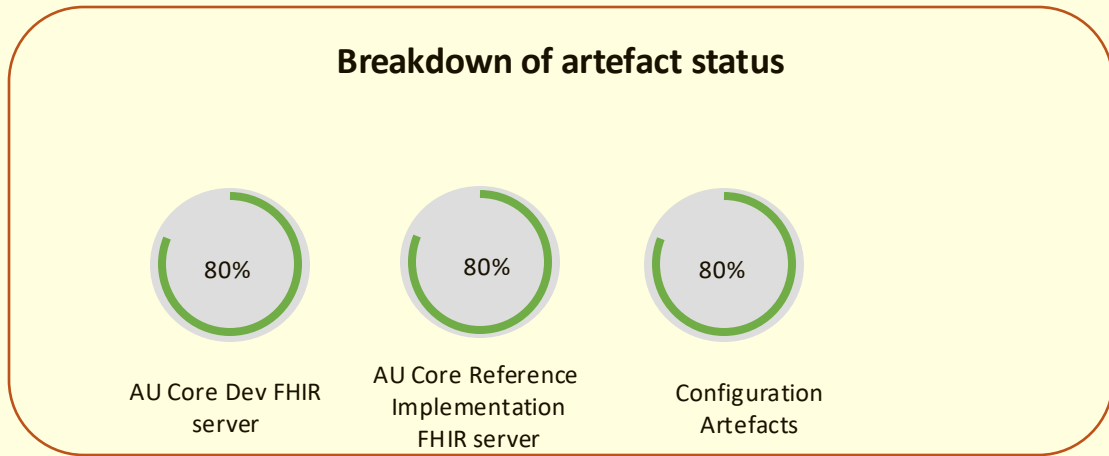 Breakdown of artefact status
80%
80%
80%
AU Core Dev FHIR
server
AU Core Reference
Implementation
FHIR server
Configuration
Artefacts